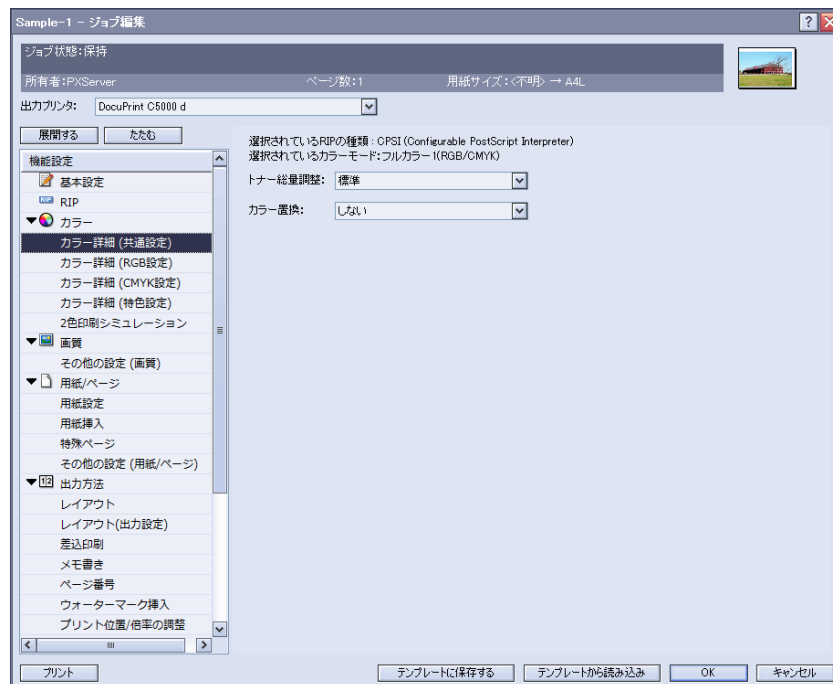 Sample-1 - ジョブ編集
ジョブ状態:保持
所有者:PXServer ページ数:1 用紙サイズ:<不明> → A4L
出力プリンタ: DocuPrint C5000 d
展開する たたむ
選択されているRIPの種類:CPSI(Configurable PostScript Interpreter)
選択されているカラーモード:フルカラー1(RGB/CMYK)
トナー総量調整: 標準
カラー置換: しない
機能設定
基本設定
RIP
カラー
カラー詳細 (共通設定)
カラー詳細 (RGB設定)
カラー詳細 (CMYK設定)
カラー詳細 (特色設定)
2色印刷シミュレーション
画質
その他の設定 (画質)
用紙/ページ
用紙設定
用紙挿入
特殊ページ
その他の設定 (用紙/ページ)
出力方法
レイアウト
レイアウト(出力設定)
差込印刷
メモ書き
ページ番号
ウォーターマーク挿入
プリント位置/倍率の調整
プリント テンプレートに保存する テンプレートから読み込み OK キャンセル